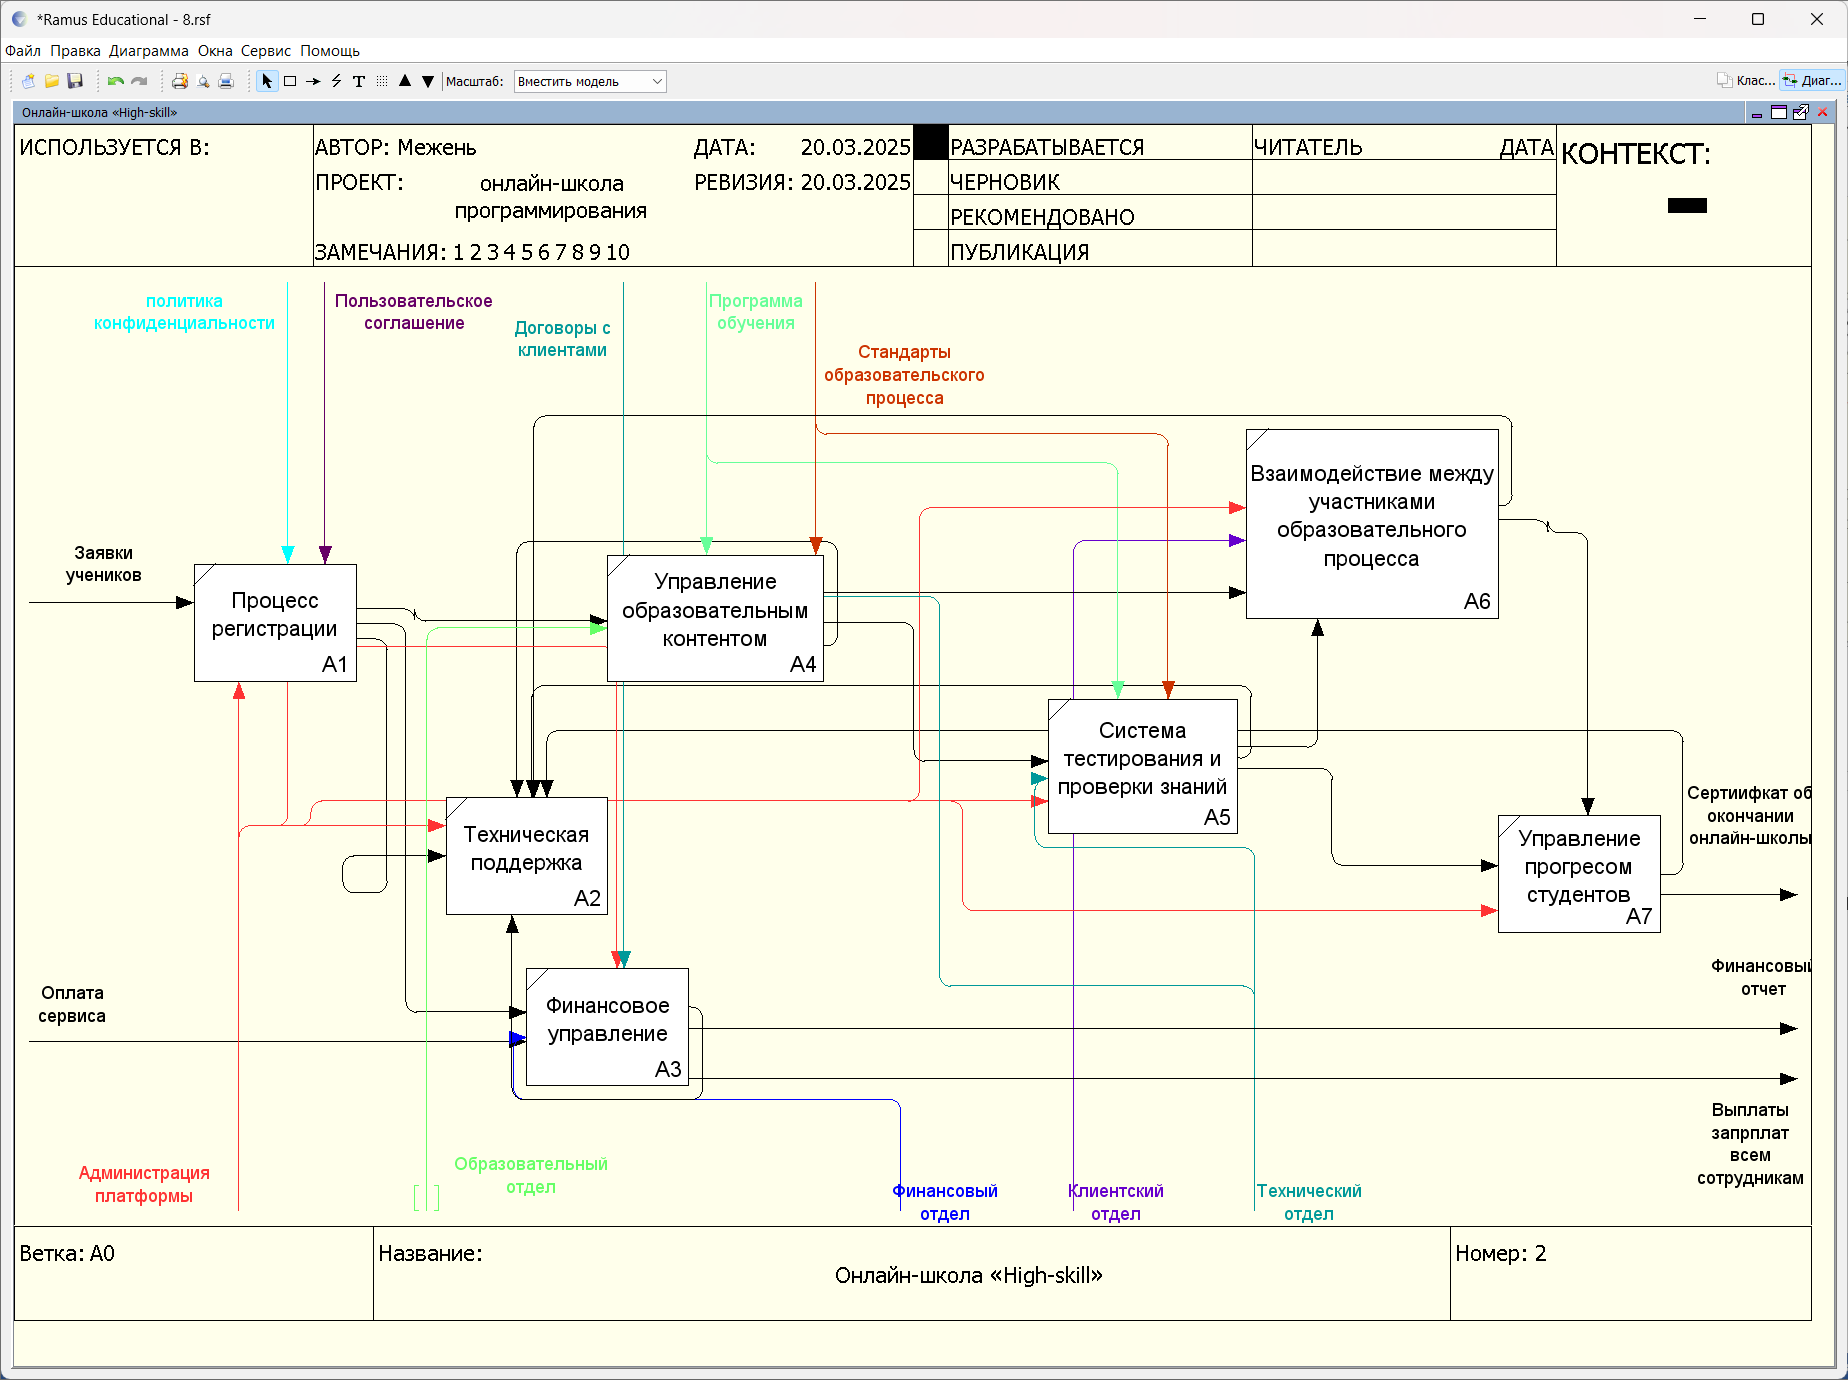 *Ramus Educational - 8.rsf
Файл Правка Диаграмма Окна Сервис Помощь
Масштаб: Вместить модель
Клас... Диаг...
Онлайн-школа «High-skill»
ИСПОЛЬЗУЕТСЯ В:
АВТОР: Межень
ДАТА: 20.03.2025
ПРОЕКТ: онлайн-школа
программирования
РЕВИЗИЯ: 20.03.2025
ЗАМЕЧАНИЯ: 1 2 3 4 5 6 7 8 9 10
РАЗРАБАТЫВАЕТСЯ
ЧЕРНОВИК
РЕКОМЕНДОВАНО
ПУБЛИКАЦИЯ
ЧИТАТЕЛЬ
ДАТА
КОНТЕКСТ:
политика
конфиденциальности
Пользовательское
соглашение
Договоры с
клиентами
Программа
обучения
Стандарты
образовательского
процесса
Взаимодействие между
участниками
образовательного
процесса
A6
Заявки
учеников
Процесс
регистрации
A1
Управление
образовательным
контентом
A4
Система
тестирования и
проверки знаний
A5
Техническая
поддержка
A2
Управление
прогресом
студентов
A7
Сертиифкат об
окончании
онлайн-школы
Финансовый
отчет
Оплата
сервиса
Финансовое
управление
A3
Выплаты
запрплат
всем
сотрудникам
Администрация
платформы
Образовательный
отдел
Финансовый
отдел
Клиентский
отдел
Технический
отдел
Ветка: A0
Название:
Онлайн-школа «High-skill»
Номер: 2